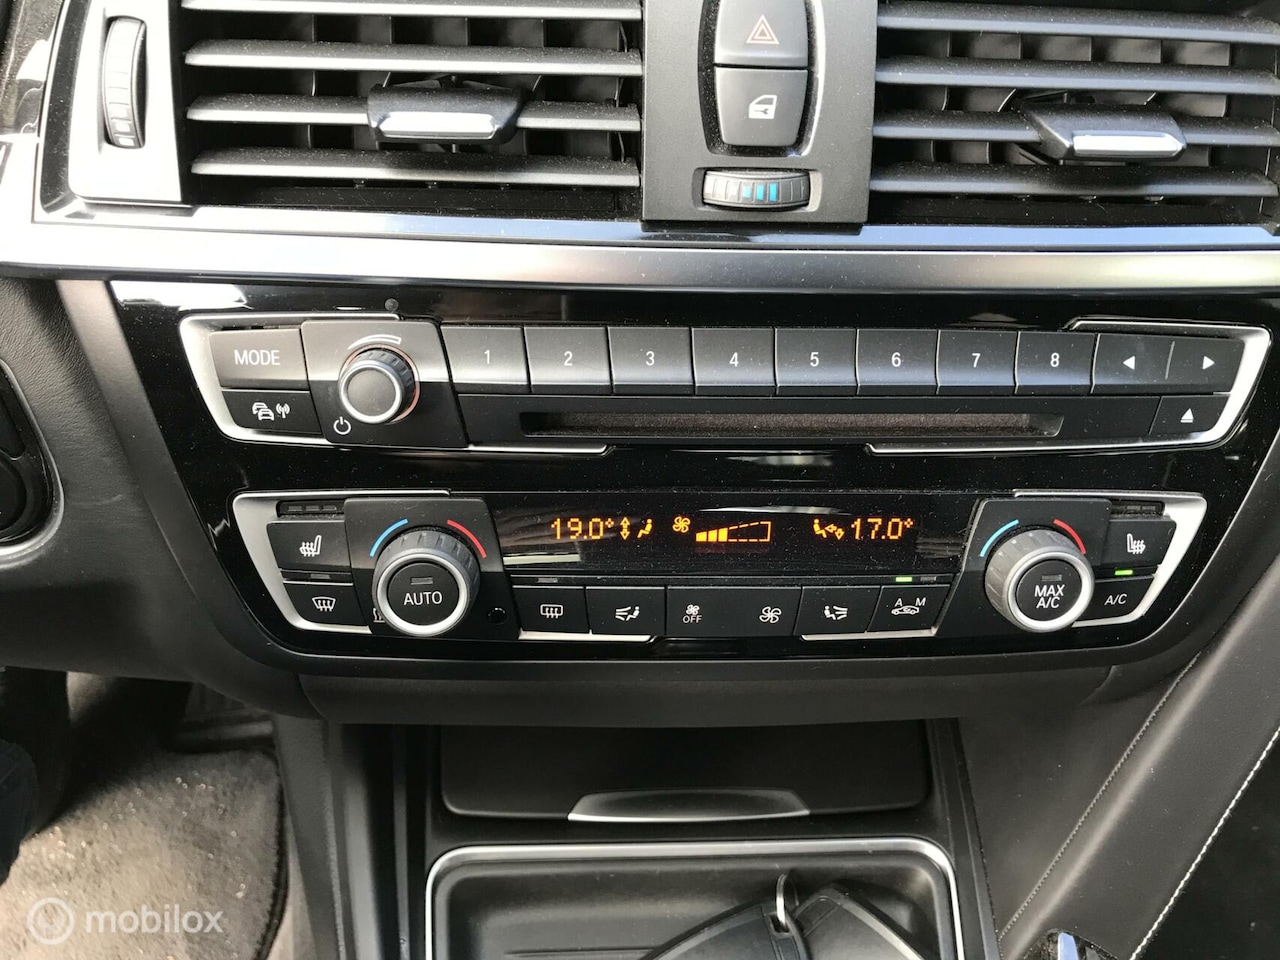 MODE
1 2 3 4 5 6 7 8
19.0° 17.0°
AUTO
OFF
A M
MAX
A/C
A/C
mobilox